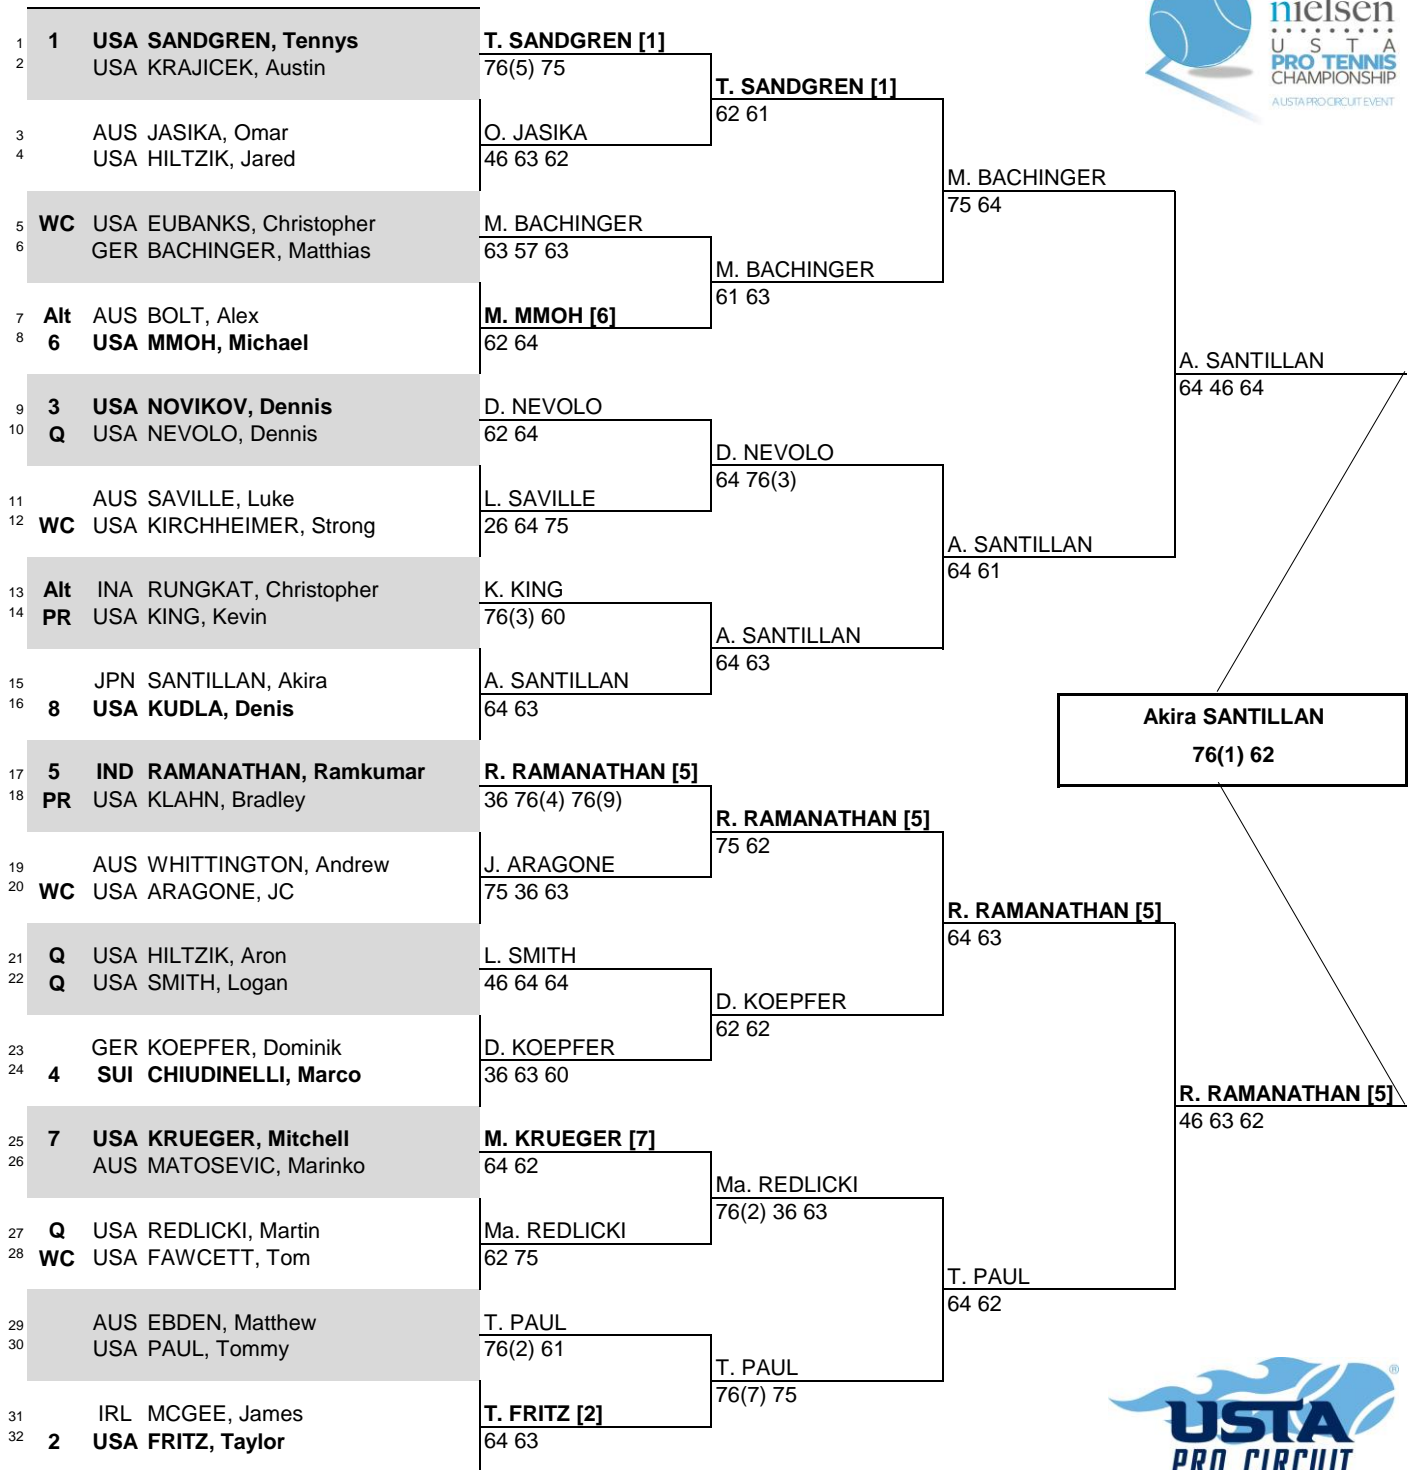 nielsen
USTA
PRO TENNIS
CHAMPIONSHIP
A USTA PRO CIRCUIT EVENT
1 1 USA SANDGREN, Tennys
2 USA KRAJICEK, Austin
3 AUS JASIKA, Omar
4 USA HILTZIK, Jared
5 WC USA EUBANKS, Christopher
6 GER BACHINGER, Matthias
7 Alt AUS BOLT, Alex
8 6 USA MMOH, Michael
9 3 USA NOVIKOV, Dennis
10 Q USA NEVOLO, Dennis
11 AUS SAVILLE, Luke
12 WC USA KIRCHHEIMER, Strong
13 Alt INA RUNGKAT, Christopher
14 PR USA KING, Kevin
15 JPN SANTILLAN, Akira
16 8 USA KUDLA, Denis
17 5 IND RAMANATHAN, Ramkumar
18 PR USA KLAHN, Bradley
19 AUS WHITTINGTON, Andrew
20 WC USA ARAGONE, JC
21 Q USA HILTZIK, Aron
22 Q USA SMITH, Logan
23 GER KOEPFER, Dominik
24 4 SUI CHIUDINELLI, Marco
25 7 USA KRUEGER, Mitchell
26 AUS MATOSEVIC, Marinko
27 Q USA REDLICKI, Martin
28 WC USA FAWCETT, Tom
29 AUS EBDEN, Matthew
30 USA PAUL, Tommy
31 IRL MCGEE, James
32 2 USA FRITZ, Taylor
T. SANDGREN [1]
76(5) 75
O. JASIKA
46 63 62
M. BACHINGER
63 57 63
M. MMOH [6]
62 64
D. NEVOLO
62 64
L. SAVILLE
26 64 75
K. KING
76(3) 60
A. SANTILLAN
64 63
R. RAMANATHAN [5]
36 76(4) 76(9)
J. ARAGONE
75 36 63
L. SMITH
46 64 64
D. KOEPFER
36 63 60
M. KRUEGER [7]
64 62
Ma. REDLICKI
62 75
T. PAUL
76(2) 61
T. FRITZ [2]
64 63
T. SANDGREN [1]
62 61
M. BACHINGER
61 63
D. NEVOLO
64 76(3)
A. SANTILLAN
64 63
R. RAMANATHAN [5]
75 62
D. KOEPFER
62 62
Ma. REDLICKI
76(2) 36 63
T. PAUL
76(7) 75
M. BACHINGER
75 64
A. SANTILLAN
64 61
R. RAMANATHAN [5]
64 63
T. PAUL
64 62
A. SANTILLAN
64 46 64
R. RAMANATHAN [5]
46 63 62
Akira SANTILLAN
76(1) 62
USTA
PRO CIRCUIT